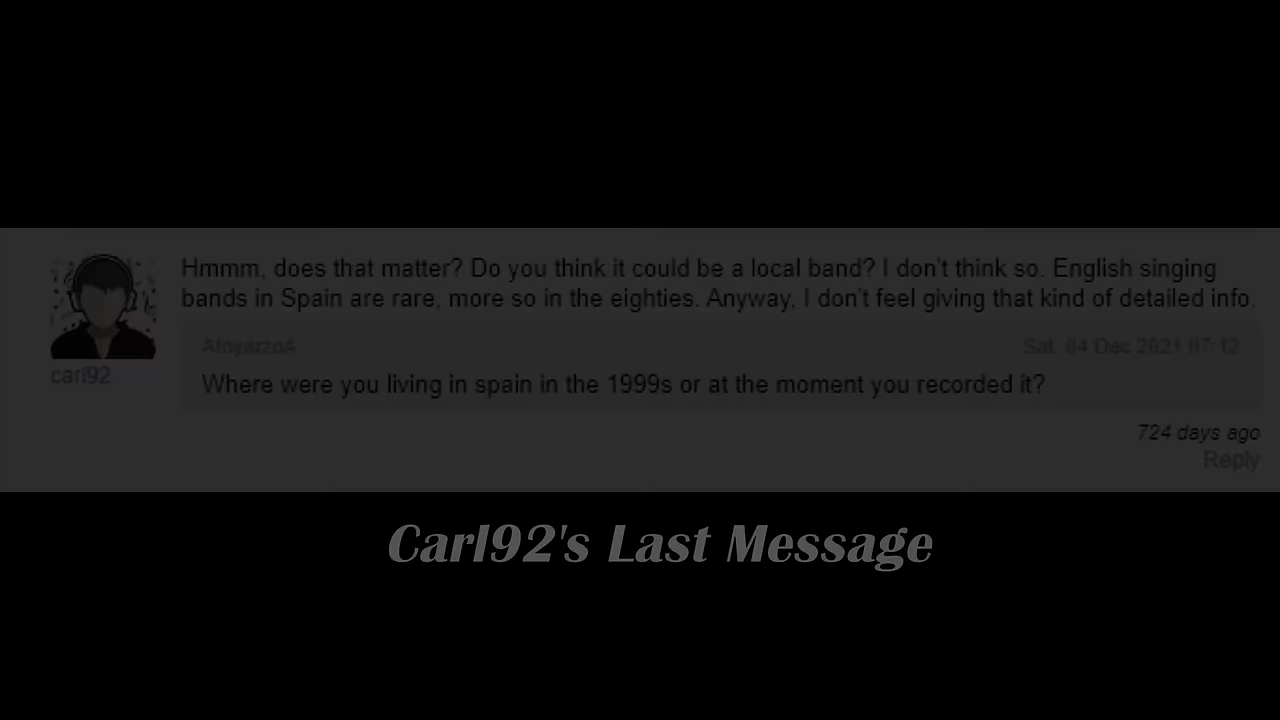 Hmmm, does that matter? Do you think it could be a local band? I don't think so. English singing
bands in Spain are rare, more so in the eighties. Anyway, I don't feel giving that kind of detailed info.
carl92
Sat. 04 Dec 2021 07:12
Where were you living in spain in the 1999s or at the moment you recorded it?
724 days ago
Reply
Carl92's Last Message